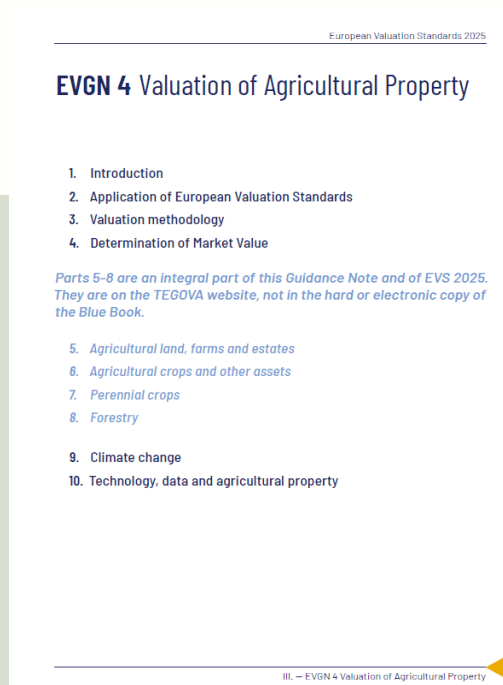 European Valuation Standards 2025
EVGN 4 Valuation of Agricultural Property
1. Introduction
2. Application of European Valuation Standards
3. Valuation methodology
4. Determination of Market Value
Parts 5-8 are an integral part of this Guidance Note and of EVS 2025.
They are on the TEGOVA website, not in the hard or electronic copy of
the Blue Book.
5. Agricultural land, farms and estates
6. Agricultural crops and other assets
7. Perennial crops
8. Forestry
9. Climate change
10. Technology, data and agricultural property
III. — EVGN 4 Valuation of Agricultural Property